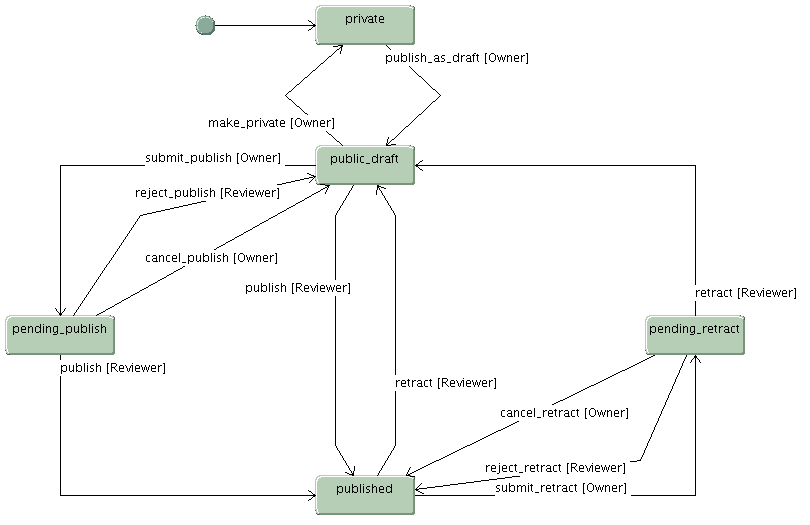 private
publish_as_draft [Owner]
make_private [Owner]
submit_publish [Owner]
public_draft
reject_publish [Reviewer]
cancel_publish [Owner]
publish [Reviewer]
retract [Reviewer]
pending_publish
pending_retract
publish [Reviewer]
retract [Reviewer]
cancel_retract [Owner]
reject_retract [Reviewer]
published
submit_retract [Owner]